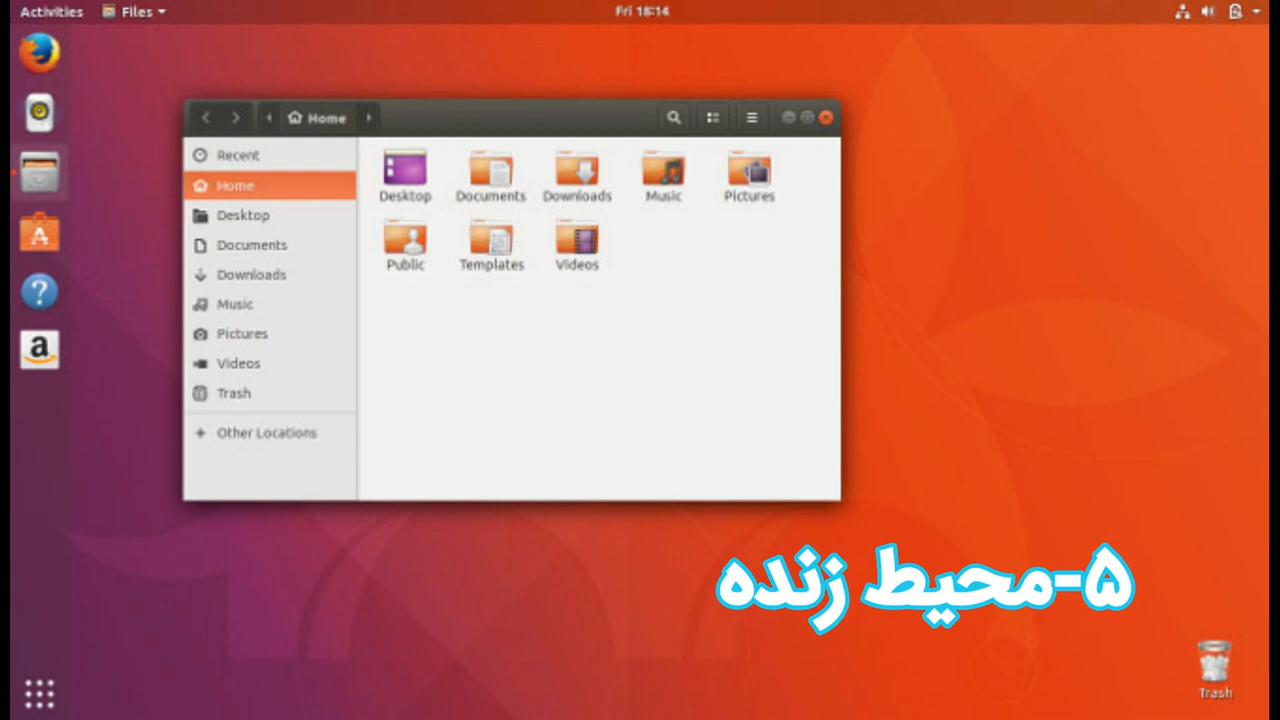 Activities Files Fri 18:14
Home
Recent
Home
Desktop
Documents
Downloads
Music
Pictures
Videos
Trash
Other Locations
Desktop Documents Downloads Music Pictures
Public Templates Videos
۵-محیط زنده
Trash